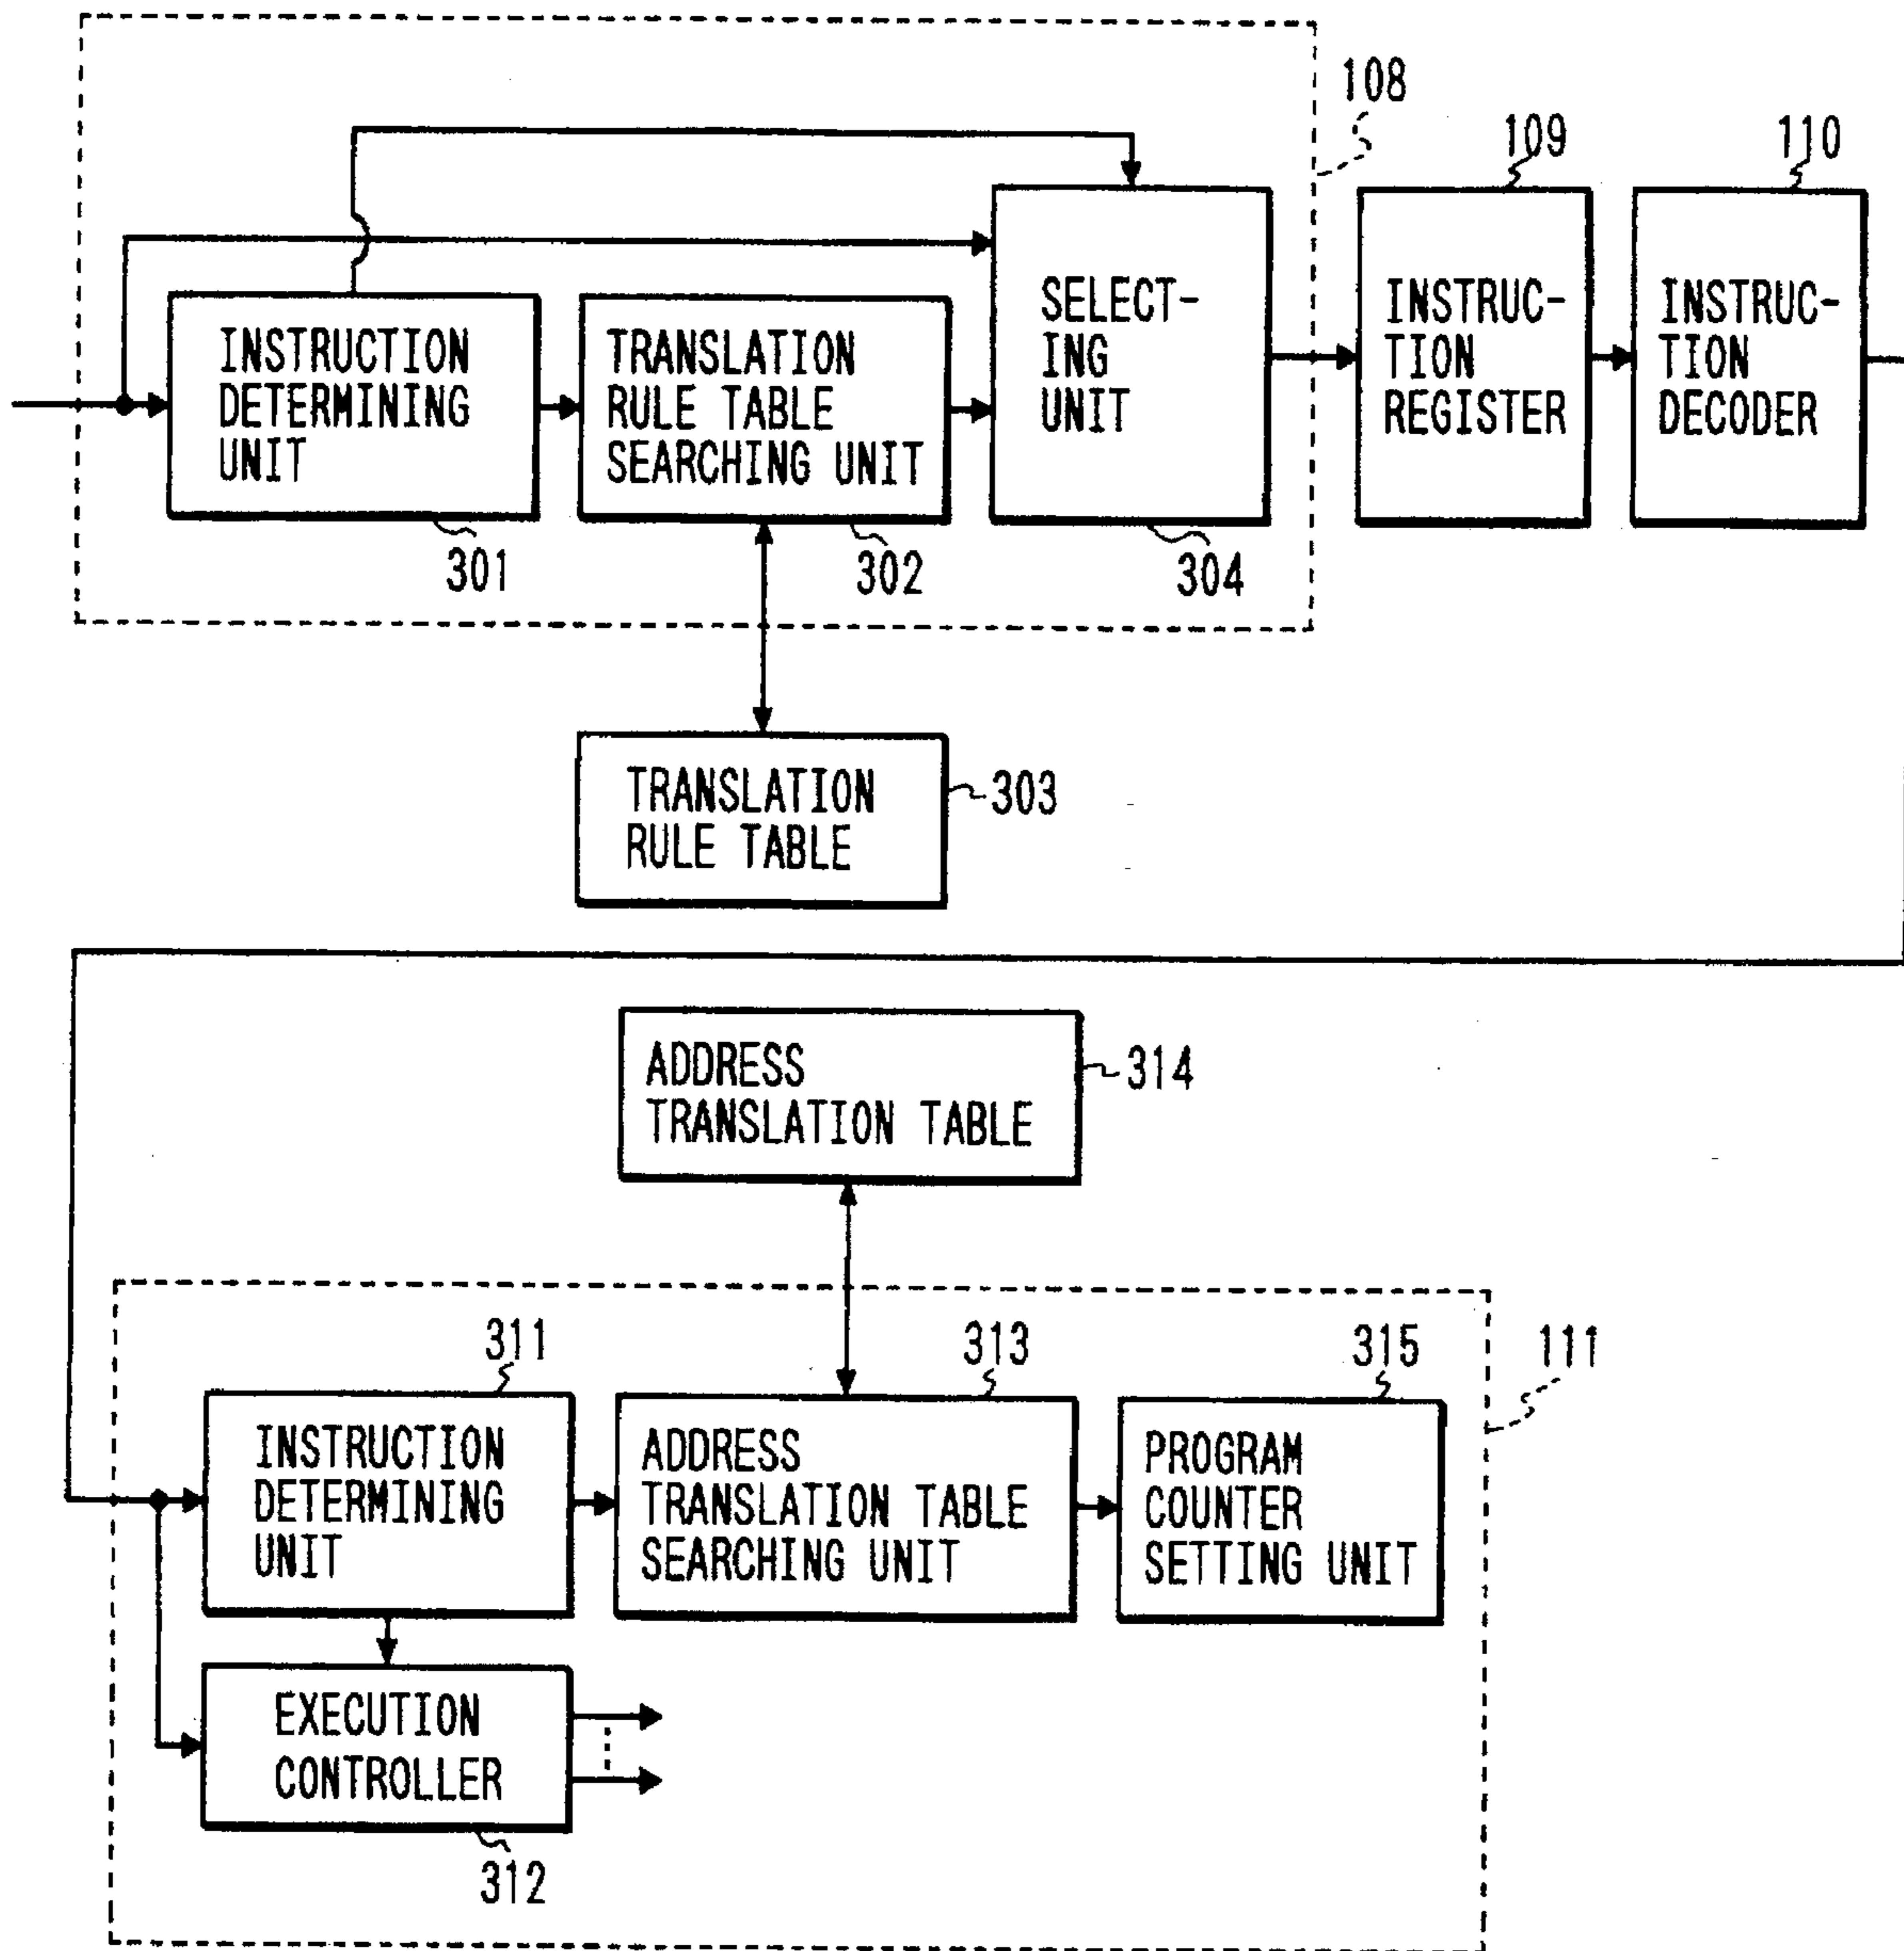 108
109
110
INSTRUCTION
DETERMINING
UNIT
301
TRANSLATION
RULE TABLE
SEARCHING UNIT
302
SELECT-
ING
UNIT
304
INSTRUC-
TION
REGISTER
INSTRUC-
TION
DECODER
TRANSLATION
RULE TABLE
303
ADDRESS
TRANSLATION TABLE
314
311
313
315
111
INSTRUCTION
DETERMINING
UNIT
ADDRESS
TRANSLATION TABLE
SEARCHING UNIT
PROGRAM
COUNTER
SETTING UNIT
EXECUTION
CONTROLLER
312